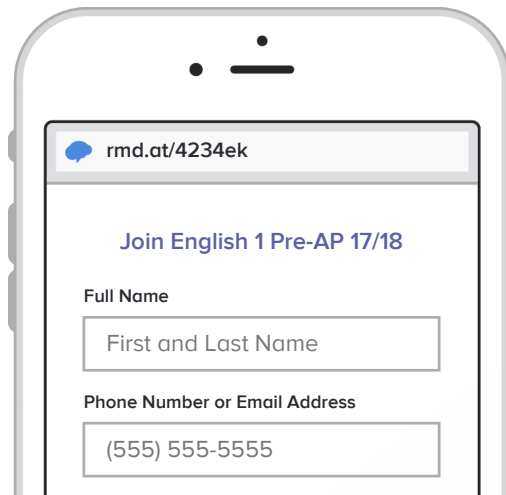 rmd.at/4234ek
Join English 1 Pre-AP 17/18
Full Name
First and Last Name
Phone Number or Email Address
(555) 555-5555